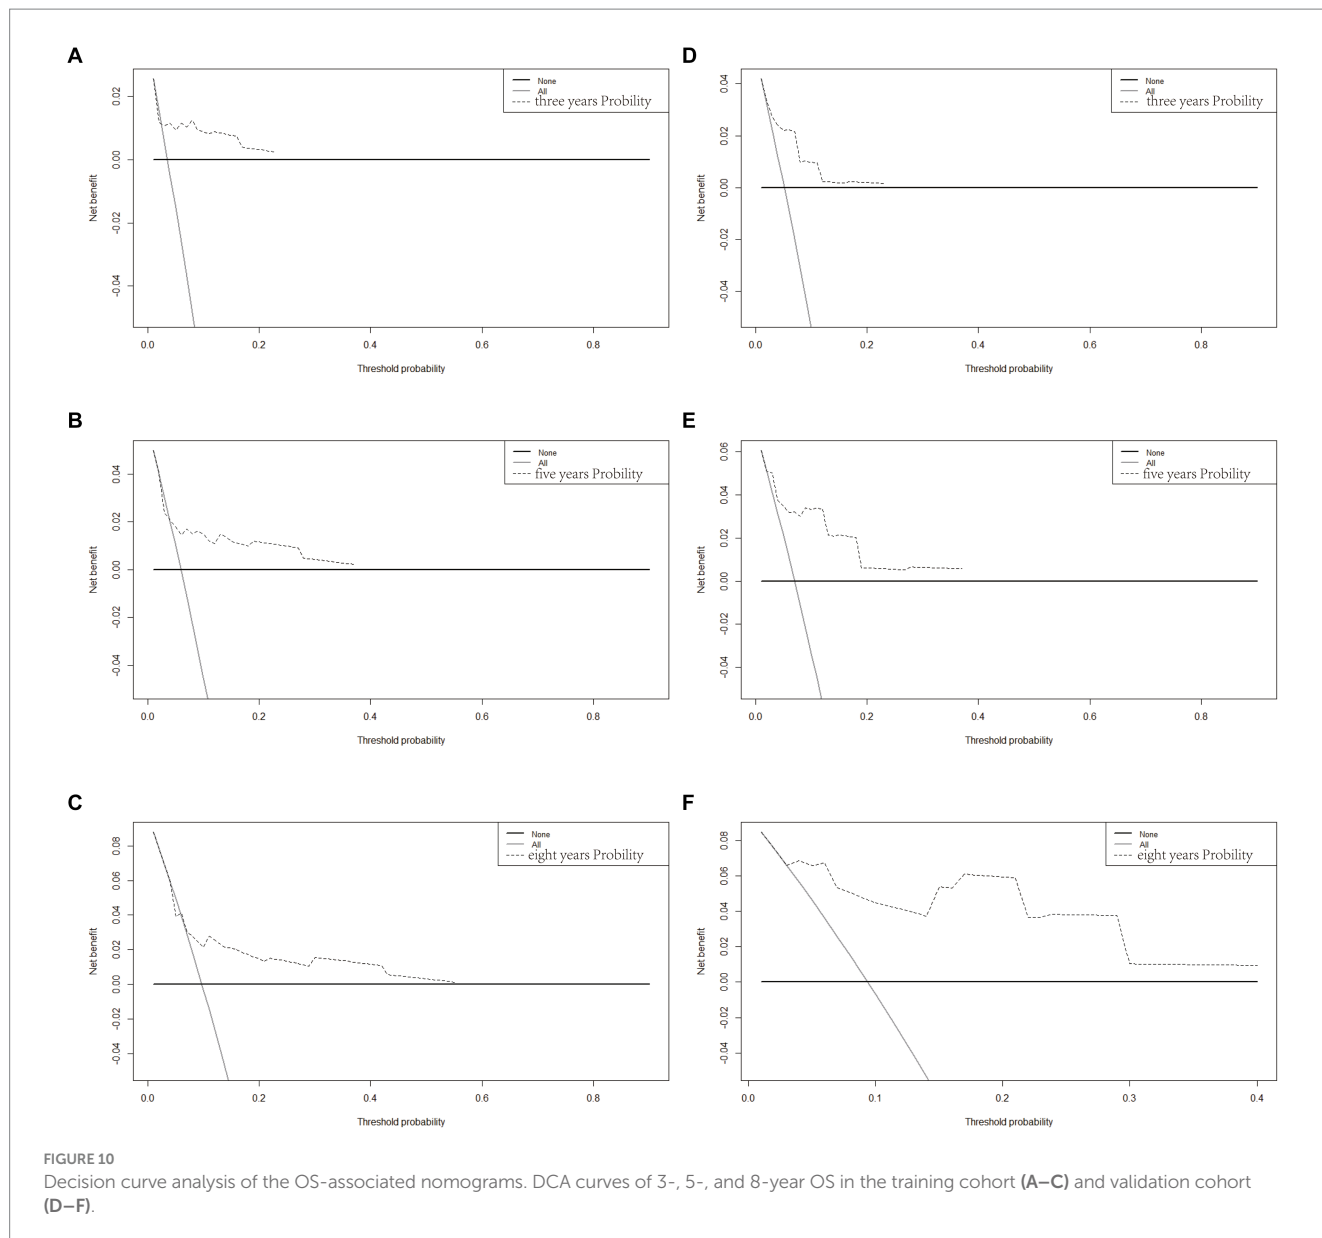 A
None
All
three years Probility
Net benefit
-0.04
-0.02
0.00
0.02
0.0
0.2
0.4
0.6
0.8
Threshold probability
D
None
All
three years Probility
Net benefit
-0.04
-0.02
0.00
0.02
0.04
0.0
0.2
0.4
0.6
0.8
Threshold probability
B
None
All
five years Probility
Net benefit
-0.04
-0.02
0.00
0.02
0.04
0.0
0.2
0.4
0.6
0.8
Threshold probability
E
None
All
five years Probility
Net benefit
-0.04
-0.02
0.00
0.02
0.04
0.06
0.0
0.2
0.4
0.6
0.8
Threshold probability
C
None
All
eight years Probility
Net benefit
-0.04
-0.02
0.00
0.02
0.04
0.06
0.08
0.0
0.2
0.4
0.6
0.8
Threshold probability
F
None
All
eight years Probility
Net benefit
-0.04
-0.02
0.00
0.02
0.04
0.06
0.08
0.0
0.1
0.2
0.3
0.4
Threshold probability
FIGURE 10
Decision curve analysis of the OS-associated nomograms. DCA curves of 3-, 5-, and 8-year OS in the training cohort (A–C) and validation cohort
(D–F).